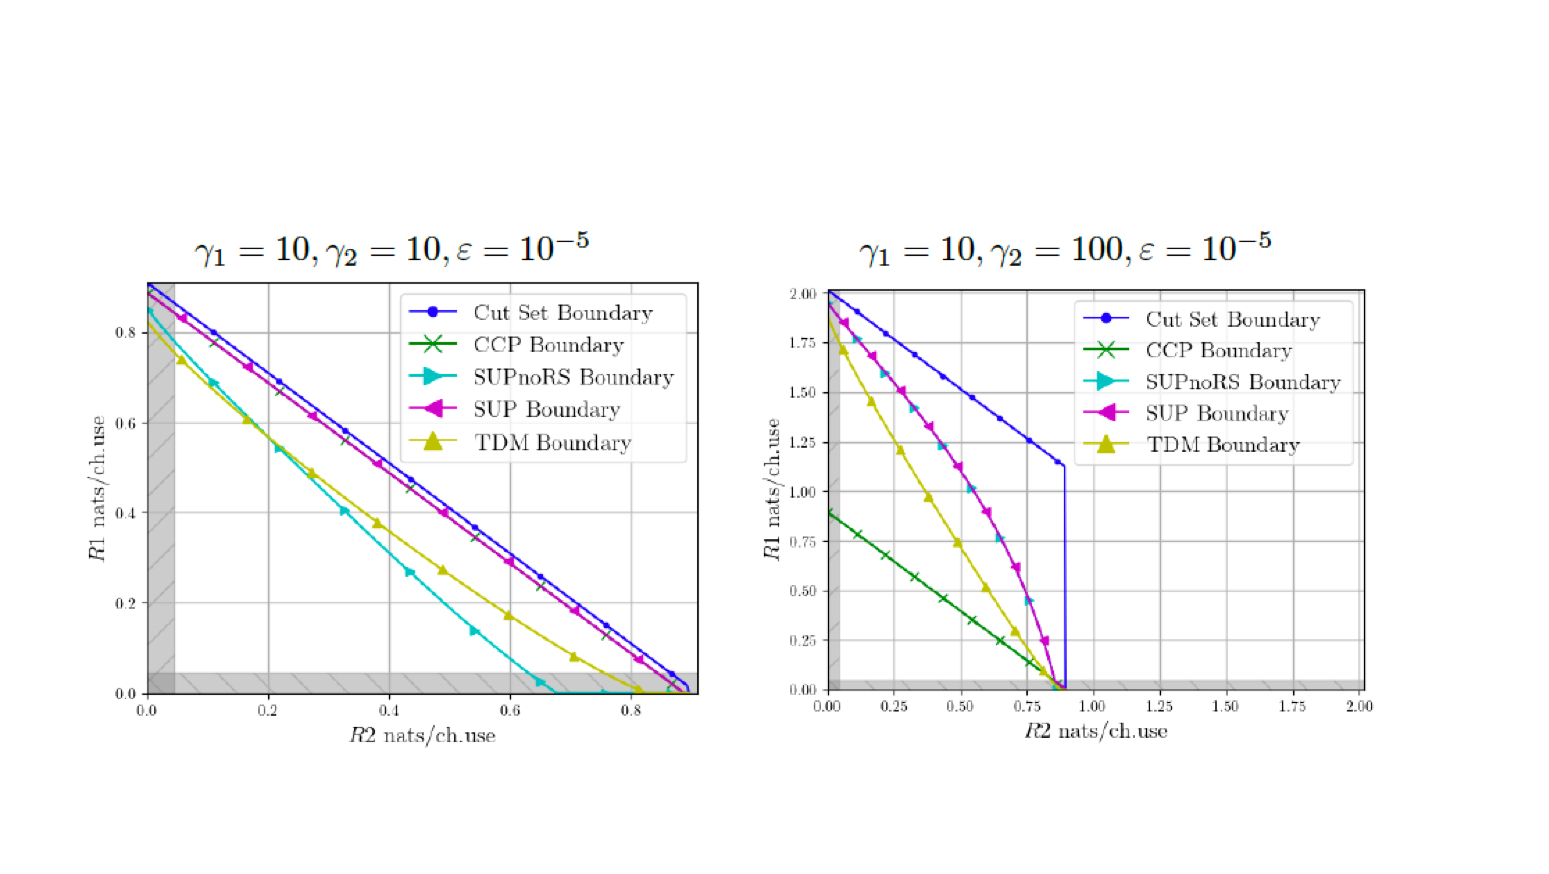 γ₁ = 10, γ₂ = 10, ε = 10⁻⁵
Cut Set Boundary
CCP Boundary
SUPnoRS Boundary
SUP Boundary
TDM Boundary
R1 nats/ch.use
0.8
0.6
0.4
0.2
0.0
0.0 0.2 0.4 0.6 0.8
R2 nats/ch.use
γ₁ = 10, γ₂ = 100, ε = 10⁻⁵
Cut Set Boundary
CCP Boundary
SUPnoRS Boundary
SUP Boundary
TDM Boundary
R1 nats/ch.use
2.00
1.75
1.50
1.25
1.00
0.75
0.50
0.25
0.00
0.00 0.25 0.50 0.75 1.00 1.25 1.50 1.75 2.00
R2 nats/ch.use